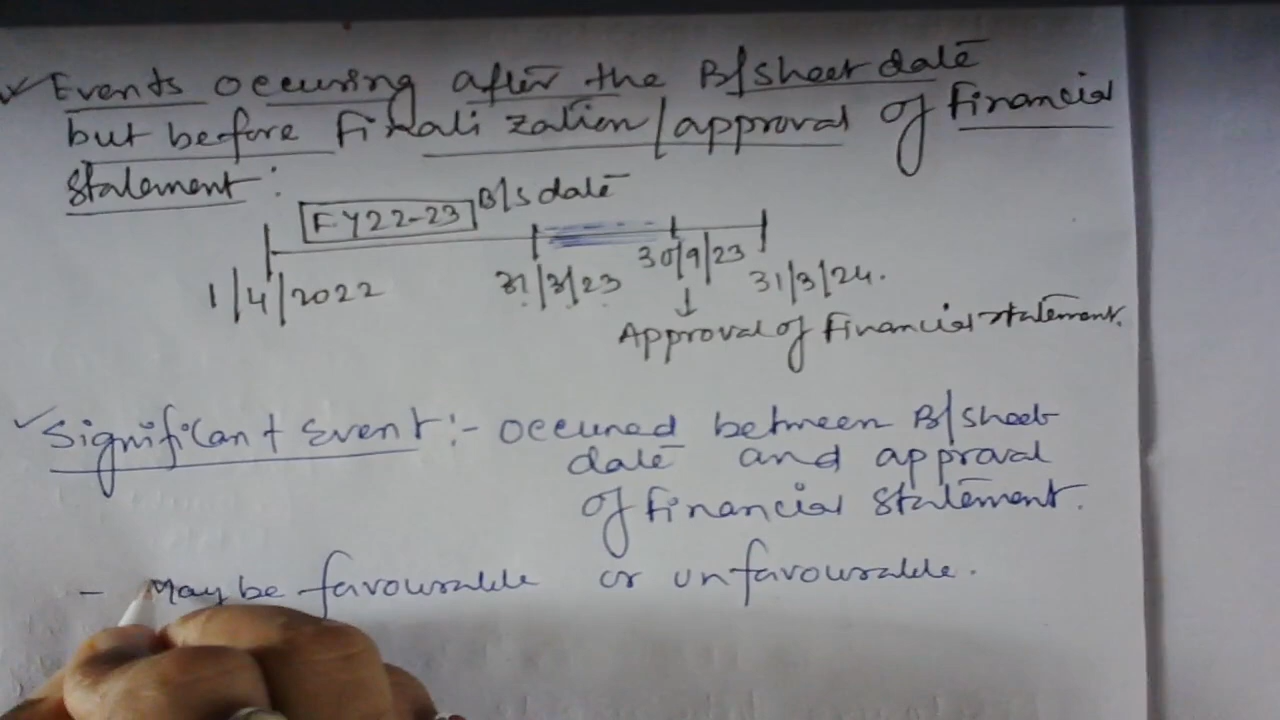 Events occuring after the B/Sheet date
but before Finalization/approval of financial
statement:
FY22-23 B/s date
1/4/2022 31/3/23 30/9/23 31/3/24.
↓
Approval of financial statement.
Significant Event:- occured between B/Sheet
date and approval
of financial statement.
- May be favourable or unfavourable.